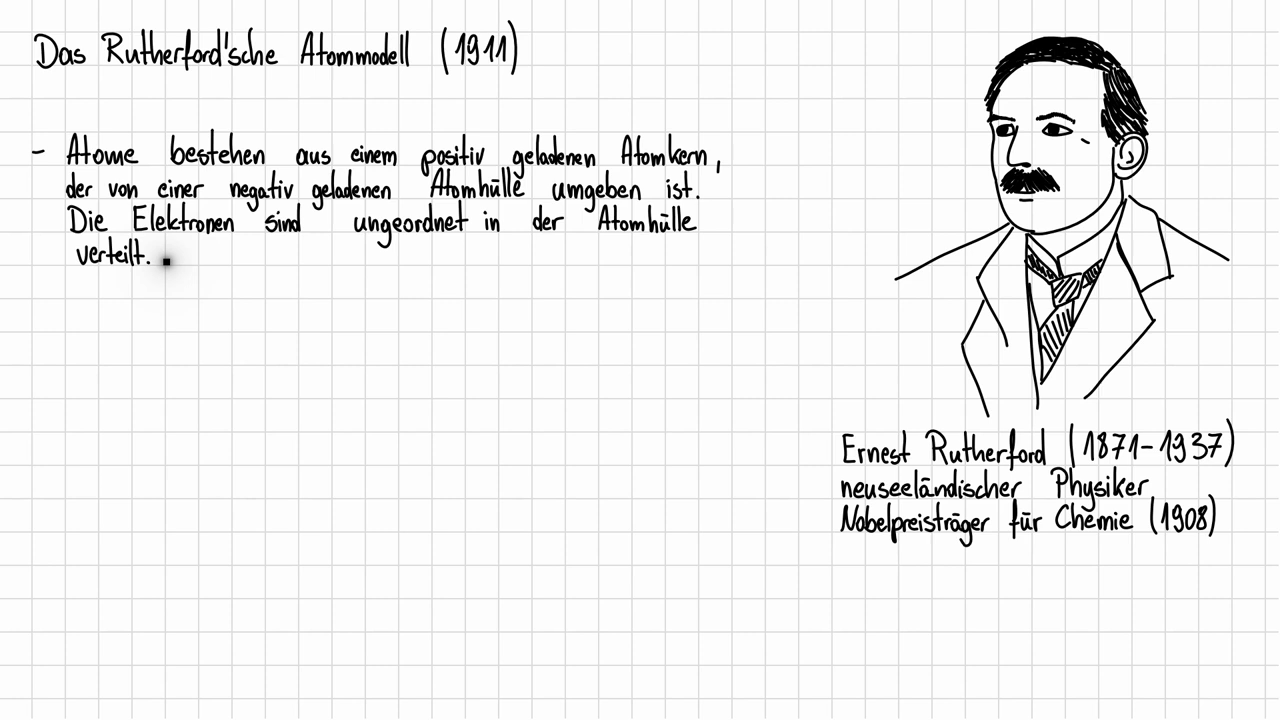 Das Rutherford'sche Atommodell (1911)
- Atome bestehen aus einem positiv geladenen Atomkern,
der von einer negativ geladenen Atomhülle umgeben ist.
Die Elektronen sind ungeordnet in der Atomhülle
verteilt.
Ernest Rutherford (1871-1937)
neuseeländischer Physiker
Nobelpreisträger für Chemie (1908)